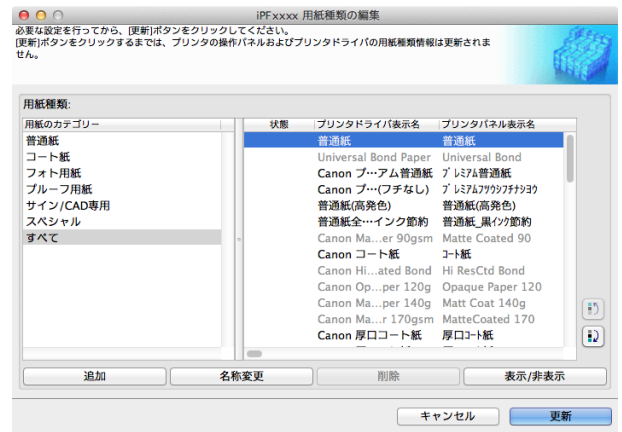 iPFxxxx 用紙種類の編集
必要な設定を行ってから、[更新]ボタンをクリックしてください。
[更新]ボタンをクリックするまでは、プリンタの操作パネルおよびプリンタドライバの用紙種類情報は更新されません。
用紙種類:
用紙のカテゴリー
普通紙
コート紙
フォト用紙
プルーフ用紙
サイン/CAD専用
スペシャル
すべて
状態 プリンタドライバ表示名 プリンタパネル表示名
普通紙 普通紙
Universal Bond Paper Universal Bond
Canon プ…アム普通紙 プレミアム普通紙
Canon プ…(フチなし) プレミアムフツウシフチナシヨウ
普通紙(高発色) 普通紙(高発色)
普通紙全…インク節約 普通紙_黒インク節約
Canon Ma...er 90gsm Matte Coated 90
Canon コート紙 コート紙
Canon Hi...ated Bond Hi ResCtd Bond
Canon Op...per 120g Opaque Paper 120
Canon Ma...per 140g Matt Coat 140g
Canon Ma...r 170gsm MatteCoated 170
Canon 厚口コート紙 厚口コート紙
追加 名称変更 削除 表示/非表示
キャンセル 更新